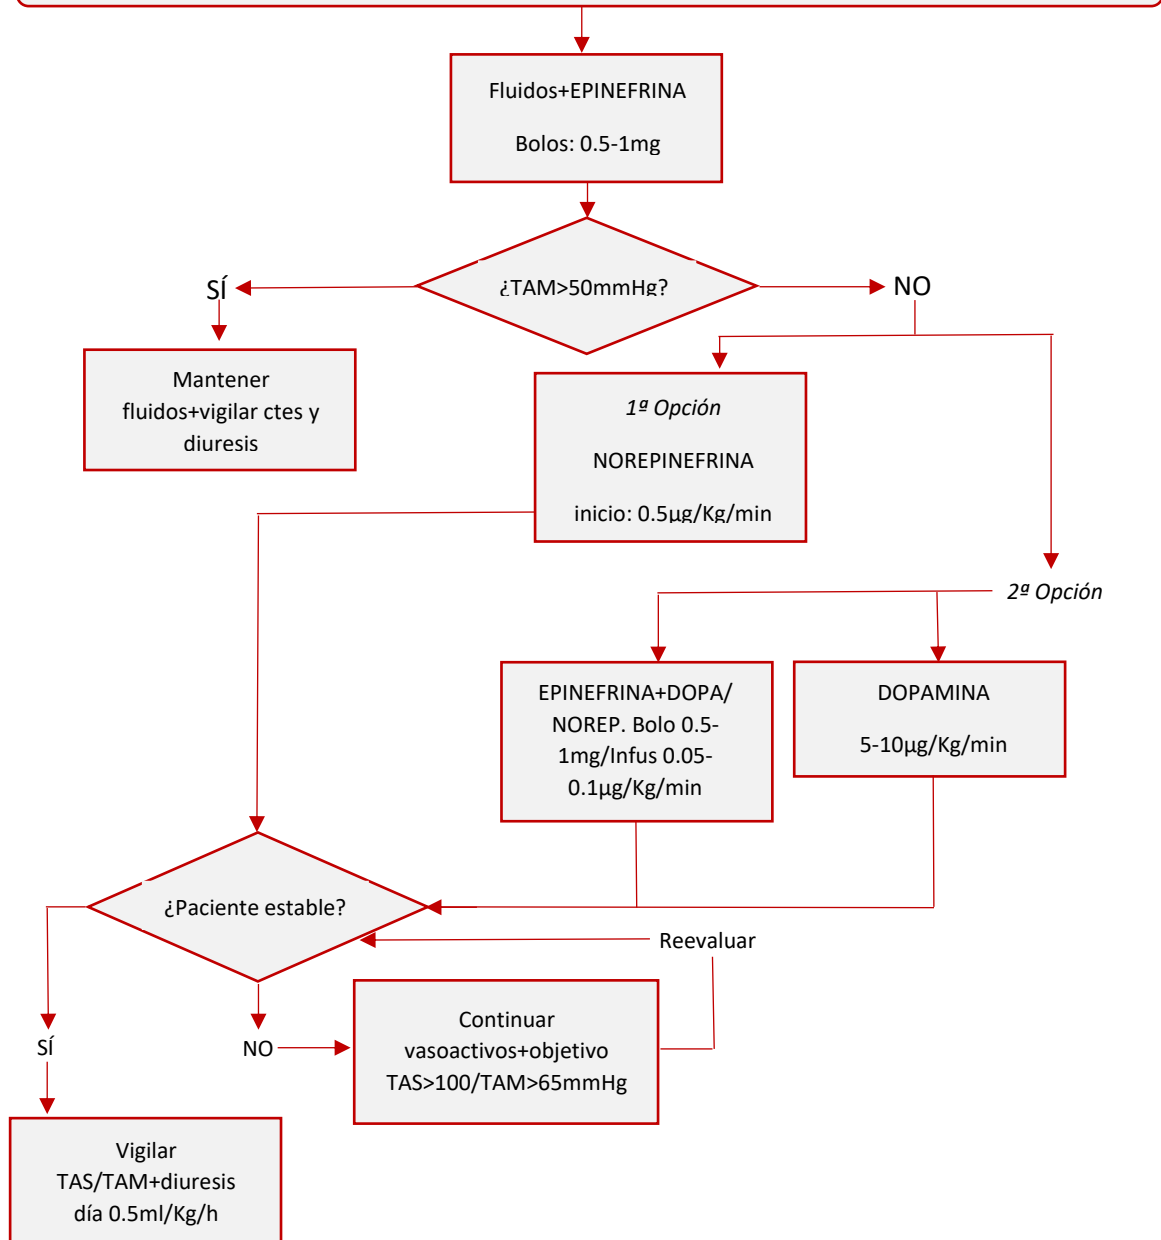 Fluidos+EPINEFRINA
Bolos: 0.5-1mg
¿TAM>50mmHg?
SÍ
NO
Mantener
fluidos+vigilar ctes y
diuresis
1ª Opción
NOREPINEFRINA
inicio: 0.5µg/Kg/min
2ª Opción
EPINEFRINA+DOPA/
NOREP. Bolo 0.5-
1mg/Infus 0.05-
0.1µg/Kg/min
DOPAMINA
5-10µg/Kg/min
¿Paciente estable?
Reevaluar
SÍ
NO
Continuar
vasoactivos+objetivo
TAS>100/TAM>65mmHg
Vigilar
TAS/TAM+diuresis
día 0.5ml/Kg/h